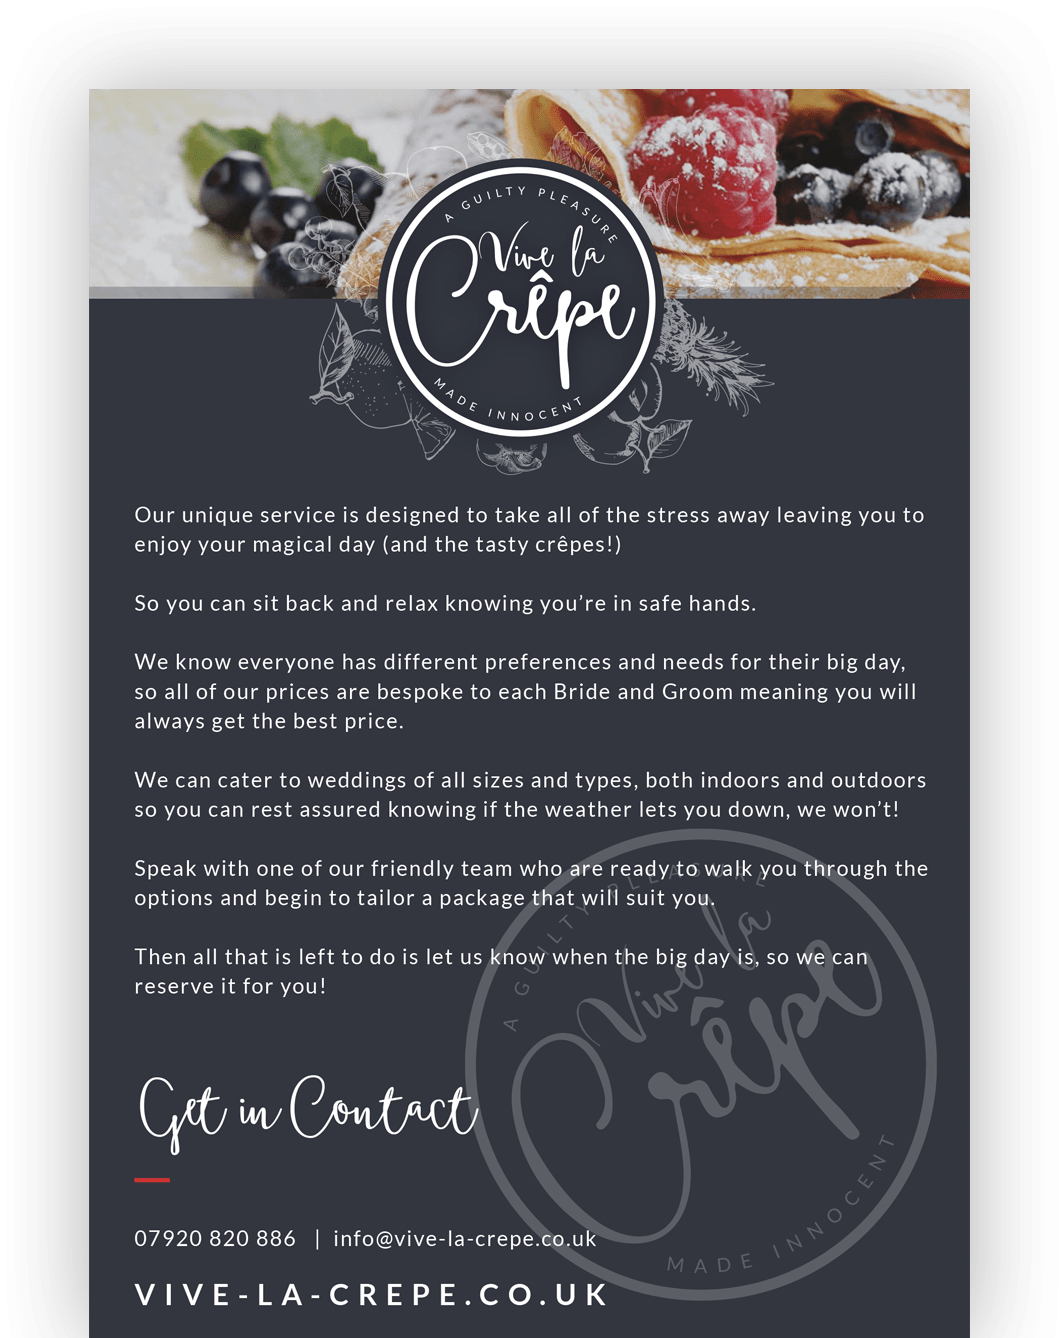 A GUILTY PLEASURE
Vive la
Crêpe
MADE INNOCENT
Our unique service is designed to take all of the stress away leaving you to
enjoy your magical day (and the tasty crêpes!)
So you can sit back and relax knowing you’re in safe hands.
We know everyone has different preferences and needs for their big day,
so all of our prices are bespoke to each Bride and Groom meaning you will
always get the best price.
We can cater to weddings of all sizes and types, both indoors and outdoors
so you can rest assured knowing if the weather lets you down, we won’t!
Speak with one of our friendly team who are ready to walk you through the
options and begin to tailor a package that will suit you.
Then all that is left to do is let us know when the big day is, so we can
reserve it for you!
A GUILTY PLEASURE
Vive la
Crêpe
MADE INNOCENT
Get in Contact
07920 820 886 | info@vive-la-crepe.co.uk
VIVE-LA-CREPE.CO.UK